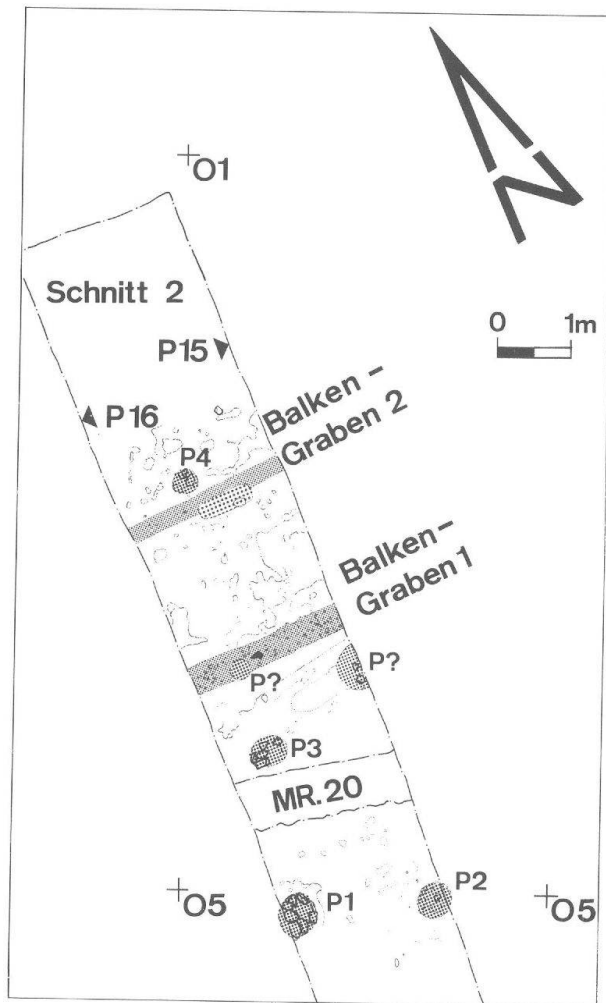 O1
Schnitt 2
0 1m
P15
P16
Balken-
Graben 2
P4
Balken-
Graben 1
P?
P?
P3
MR.20
O5
P1
P2
O5